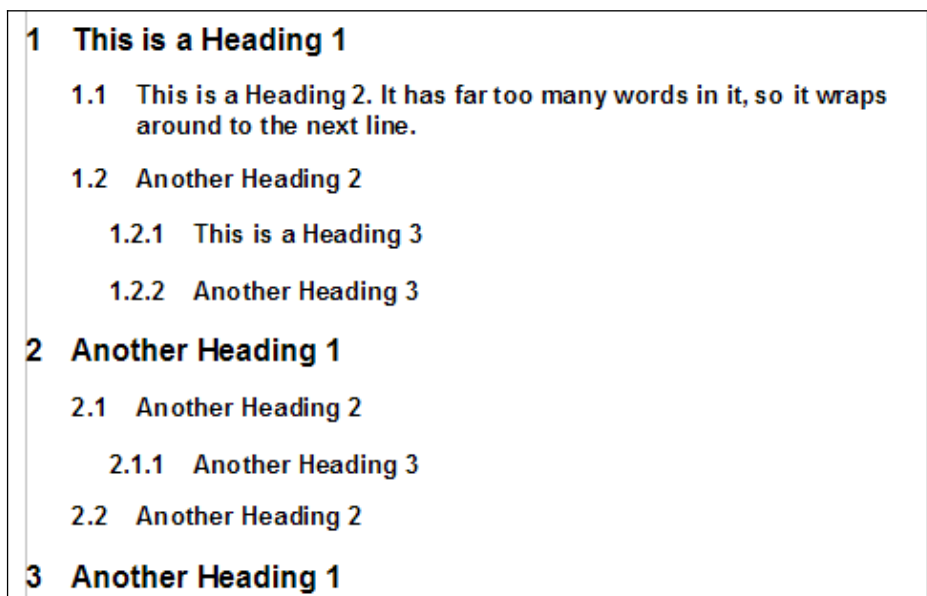 1 This is a Heading 1
1.1 This is a Heading 2. It has far too many words in it, so it wraps
around to the next line.
1.2 Another Heading 2
1.2.1 This is a Heading 3
1.2.2 Another Heading 3
2 Another Heading 1
2.1 Another Heading 2
2.1.1 Another Heading 3
2.2 Another Heading 2
3 Another Heading 1